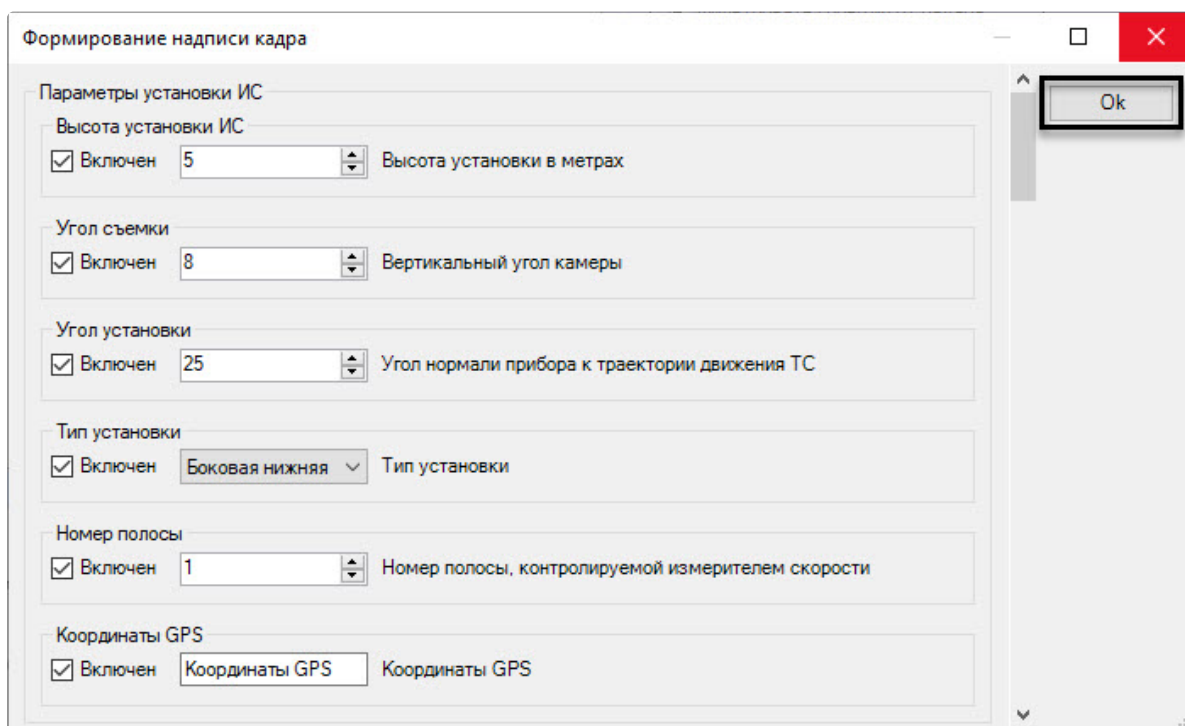 Формирование надписи кадра
Ok
Параметры установки ИС
Высота установки ИС
Включен 5 Высота установки в метрах
Угол съемки
Включен 8 Вертикальный угол камеры
Угол установки
Включен 25 Угол нормали прибора к траектории движения ТС
Тип установки
Включен Боковая нижняя Тип установки
Номер полосы
Включен 1 Номер полосы, контролируемой измерителем скорости
Координаты GPS
Включен Координаты GPS Координаты GPS